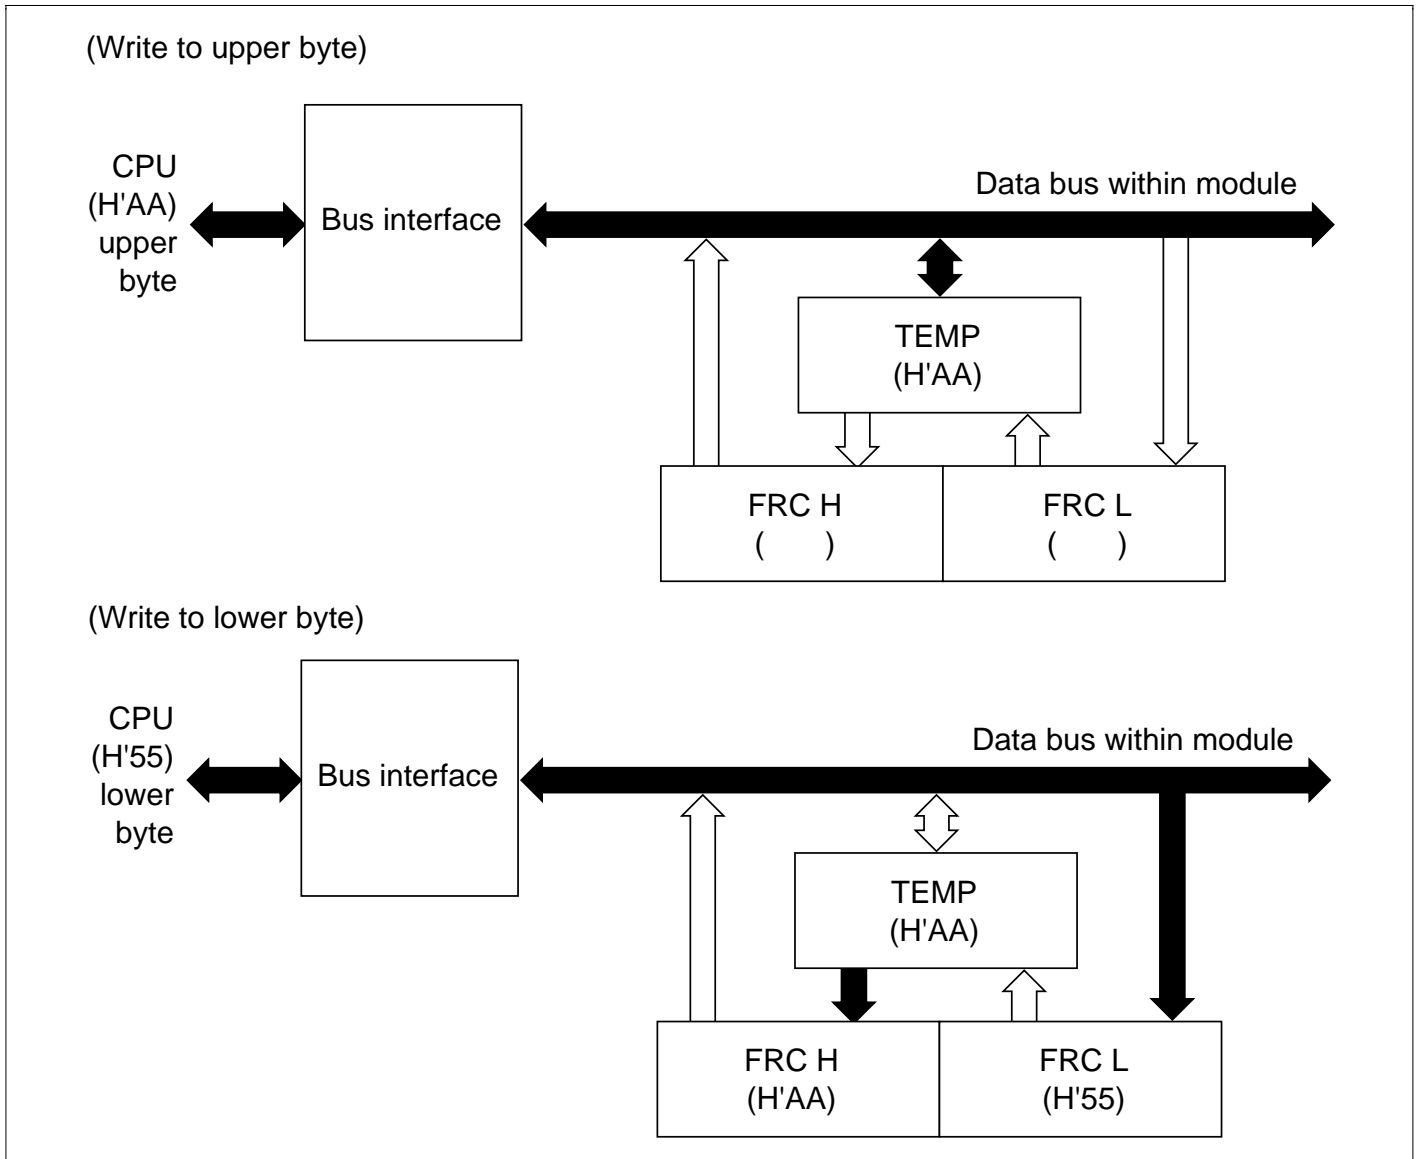 (Write to upper byte)
CPU
(H'AA)
upper
byte
Bus interface
Data bus within module
TEMP
(H'AA)
FRC H
(      )
FRC L
(      )
(Write to lower byte)
CPU
(H'55)
lower
byte
Bus interface
Data bus within module
TEMP
(H'AA)
FRC H
(H'AA)
FRC L
(H'55)